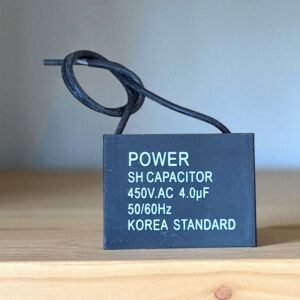 POWER
SH CAPACITOR
450V.AC 4.0µF
50/60Hz
KOREA STANDARD